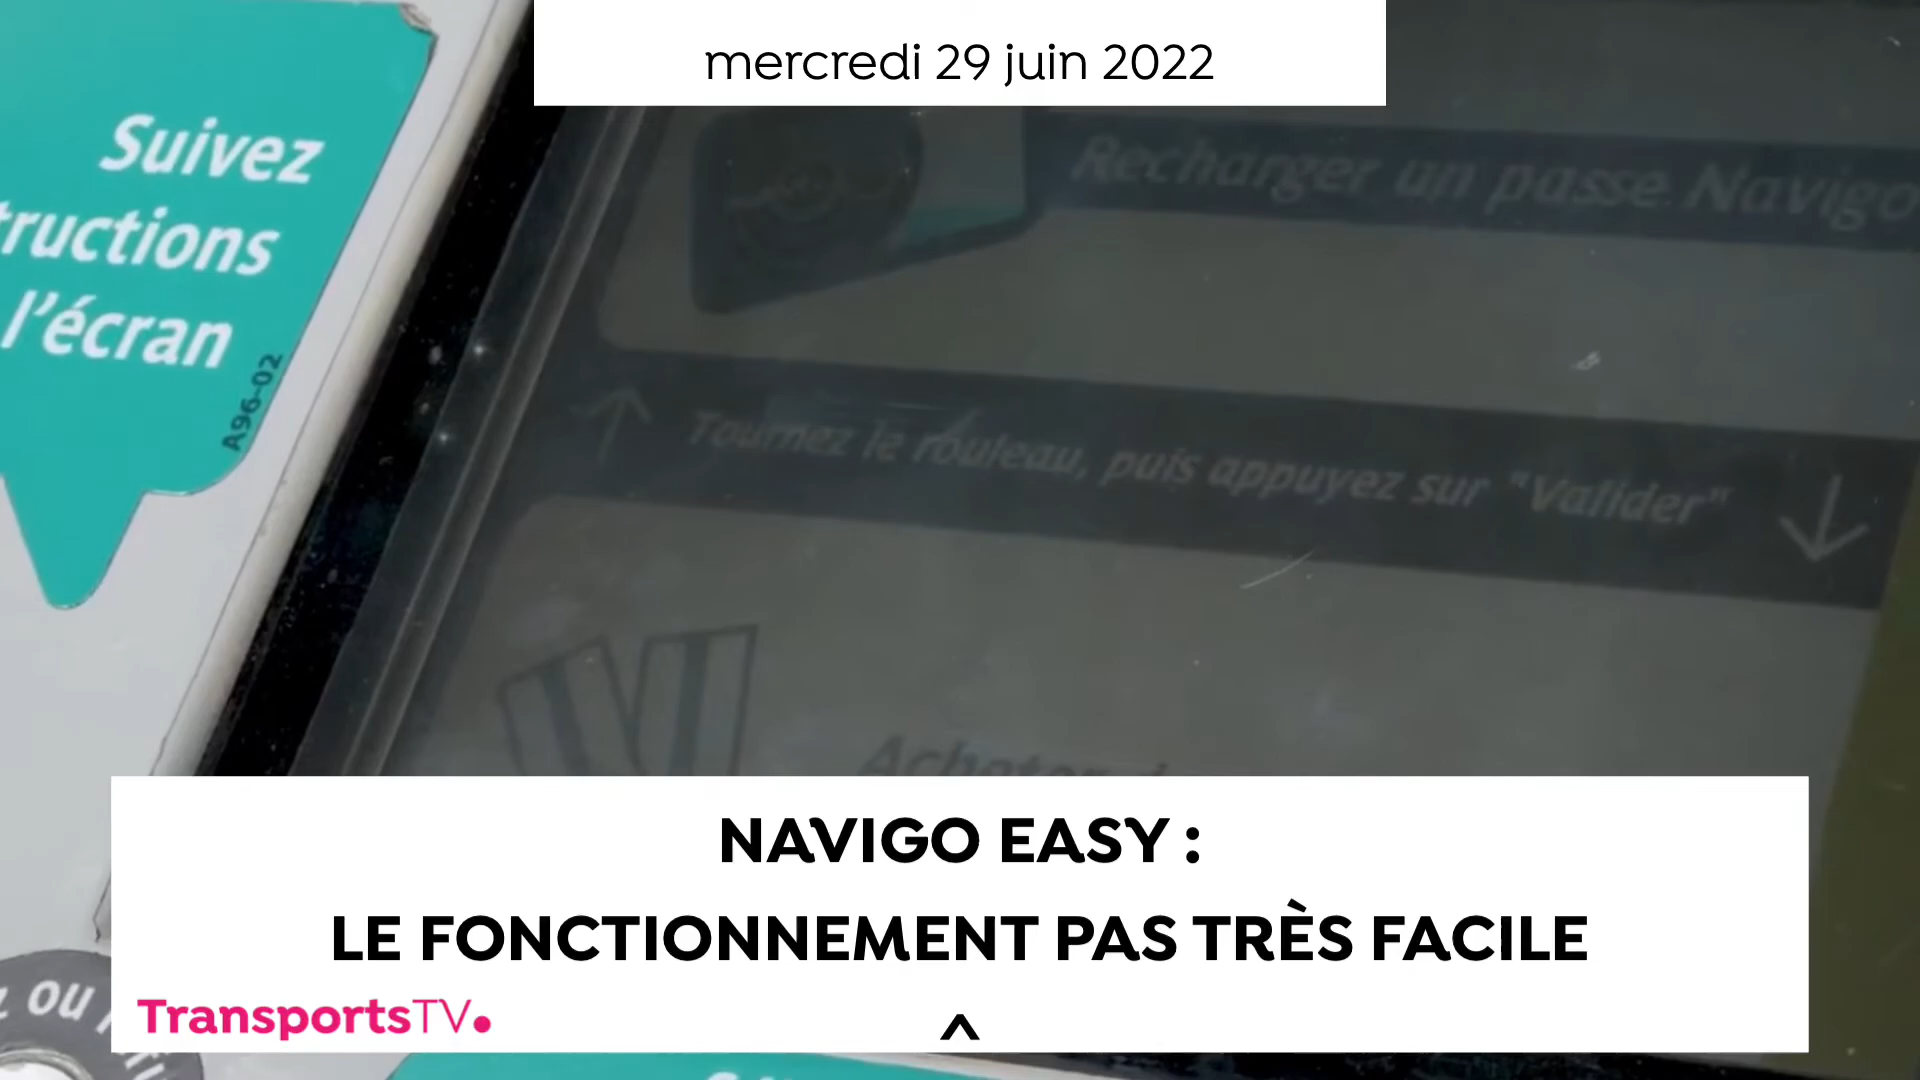 mercredi 29 juin 2022
Suivez
tructions
l'écran
A96-02
Recharger un passe Navigo
Tournez le rouleau, puis appuyez sur "Valider"
NAVIGO EASY :
LE FONCTIONNEMENT PAS TRÈS FACILE
TransportsTV.
ou